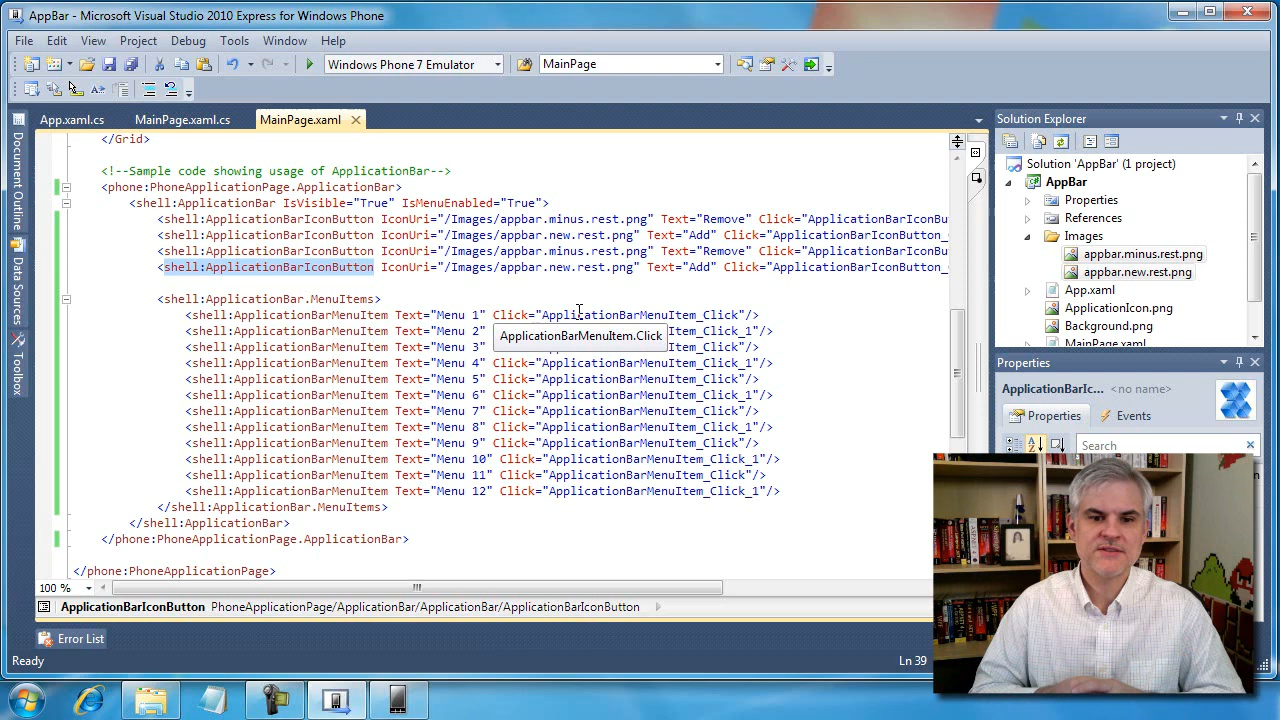 AppBar - Microsoft Visual Studio 2010 Express for Windows Phone
File Edit View Project Debug Tools Window Help
Windows Phone 7 Emulator MainPage
App.xaml.cs MainPage.xaml.cs MainPage.xaml
Document Outline
Data Sources
Toolbox
</Grid>
<!--Sample code showing usage of ApplicationBar-->
<phone:PhoneApplicationPage.ApplicationBar>
<shell:ApplicationBar IsVisible="True" IsMenuEnabled="True">
<shell:ApplicationBarIconButton IconUri="/Images/appbar.minus.rest.png" Text="Remove" Click="ApplicationBarIconBu
<shell:ApplicationBarIconButton IconUri="/Images/appbar.new.rest.png" Text="Add" Click="ApplicationBarIconButton_
<shell:ApplicationBarIconButton IconUri="/Images/appbar.minus.rest.png" Text="Remove" Click="ApplicationBarIconBu
<shell:ApplicationBarIconButton IconUri="/Images/appbar.new.rest.png" Text="Add" Click="ApplicationBarIconButton_
<shell:ApplicationBar.MenuItems>
<shell:ApplicationBarMenuItem Text="Menu 1" Click="ApplicationBarMenuItem_Click"/>
<shell:ApplicationBarMenuItem Text="Menu 2" tem_Click_1"/>
ApplicationBarMenuItem.Click
<shell:ApplicationBarMenuItem Text="Menu 3" tem_Click"/>
<shell:ApplicationBarMenuItem Text="Menu 4" Click="ApplicationBarMenuItem_Click_1"/>
<shell:ApplicationBarMenuItem Text="Menu 5" Click="ApplicationBarMenuItem_Click"/>
<shell:ApplicationBarMenuItem Text="Menu 6" Click="ApplicationBarMenuItem_Click_1"/>
<shell:ApplicationBarMenuItem Text="Menu 7" Click="ApplicationBarMenuItem_Click"/>
<shell:ApplicationBarMenuItem Text="Menu 8" Click="ApplicationBarMenuItem_Click_1"/>
<shell:ApplicationBarMenuItem Text="Menu 9" Click="ApplicationBarMenuItem_Click"/>
<shell:ApplicationBarMenuItem Text="Menu 10" Click="ApplicationBarMenuItem_Click_1"/>
<shell:ApplicationBarMenuItem Text="Menu 11" Click="ApplicationBarMenuItem_Click"/>
<shell:ApplicationBarMenuItem Text="Menu 12" Click="ApplicationBarMenuItem_Click_1"/>
</shell:ApplicationBar.MenuItems>
</shell:ApplicationBar>
</phone:PhoneApplicationPage.ApplicationBar>
</phone:PhoneApplicationPage>
100 %
ApplicationBarIconButton PhoneApplicationPage/ApplicationBar/ApplicationBar/ApplicationBarIconButton
Error List
Ready Ln 39
Solution Explorer
Solution 'AppBar' (1 project)
AppBar
Properties
References
Images
appbar.minus.rest.png
appbar.new.rest.png
App.xaml
ApplicationIcon.png
Background.png
MainPage.xaml
Properties
ApplicationBarIc... <no name>
Properties Events
Search